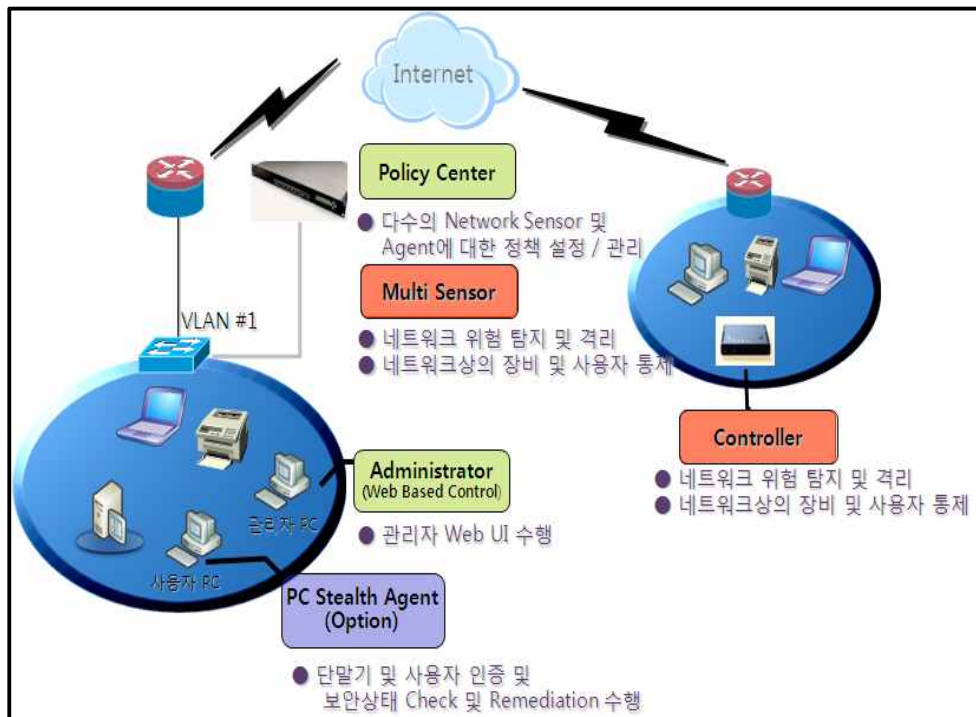 Internet
Policy Center
● 다수의 Network Sensor 및
Agent에 대한 정책 설정 / 관리
Multi Sensor
● 네트워크 위험 탐지 및 격리
● 네트워크상의 장비 및 사용자 통제
VLAN #1
Administrator
(Web Based Control)
● 관리자 Web UI 수행
관리자 PC
사용자 PC
PC Stealth Agent
(Option)
● 단말기 및 사용자 인증 및
보안상태 Check 및 Remediation 수행
Controller
● 네트워크 위험 탐지 및 격리
● 네트워크상의 장비 및 사용자 통제